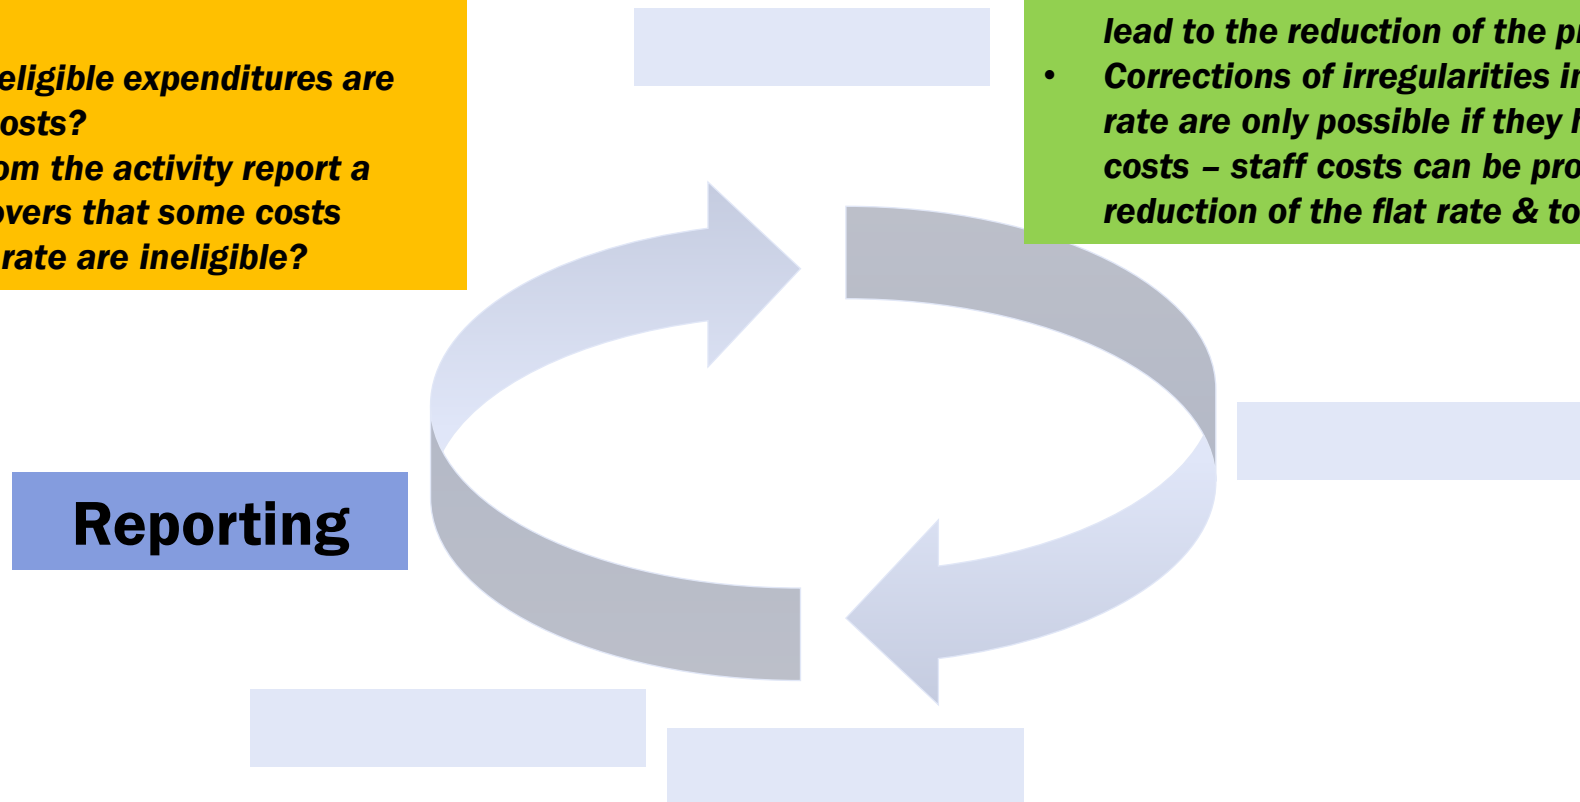 eligible expenditures are
osts?
om the activity report a
overs that some costs
rate are ineligible?
lead to the reduction of the pr
• Corrections of irregularities in
rate are only possible if they h
costs – staff costs can be pro
reduction of the flat rate & to
Reporting